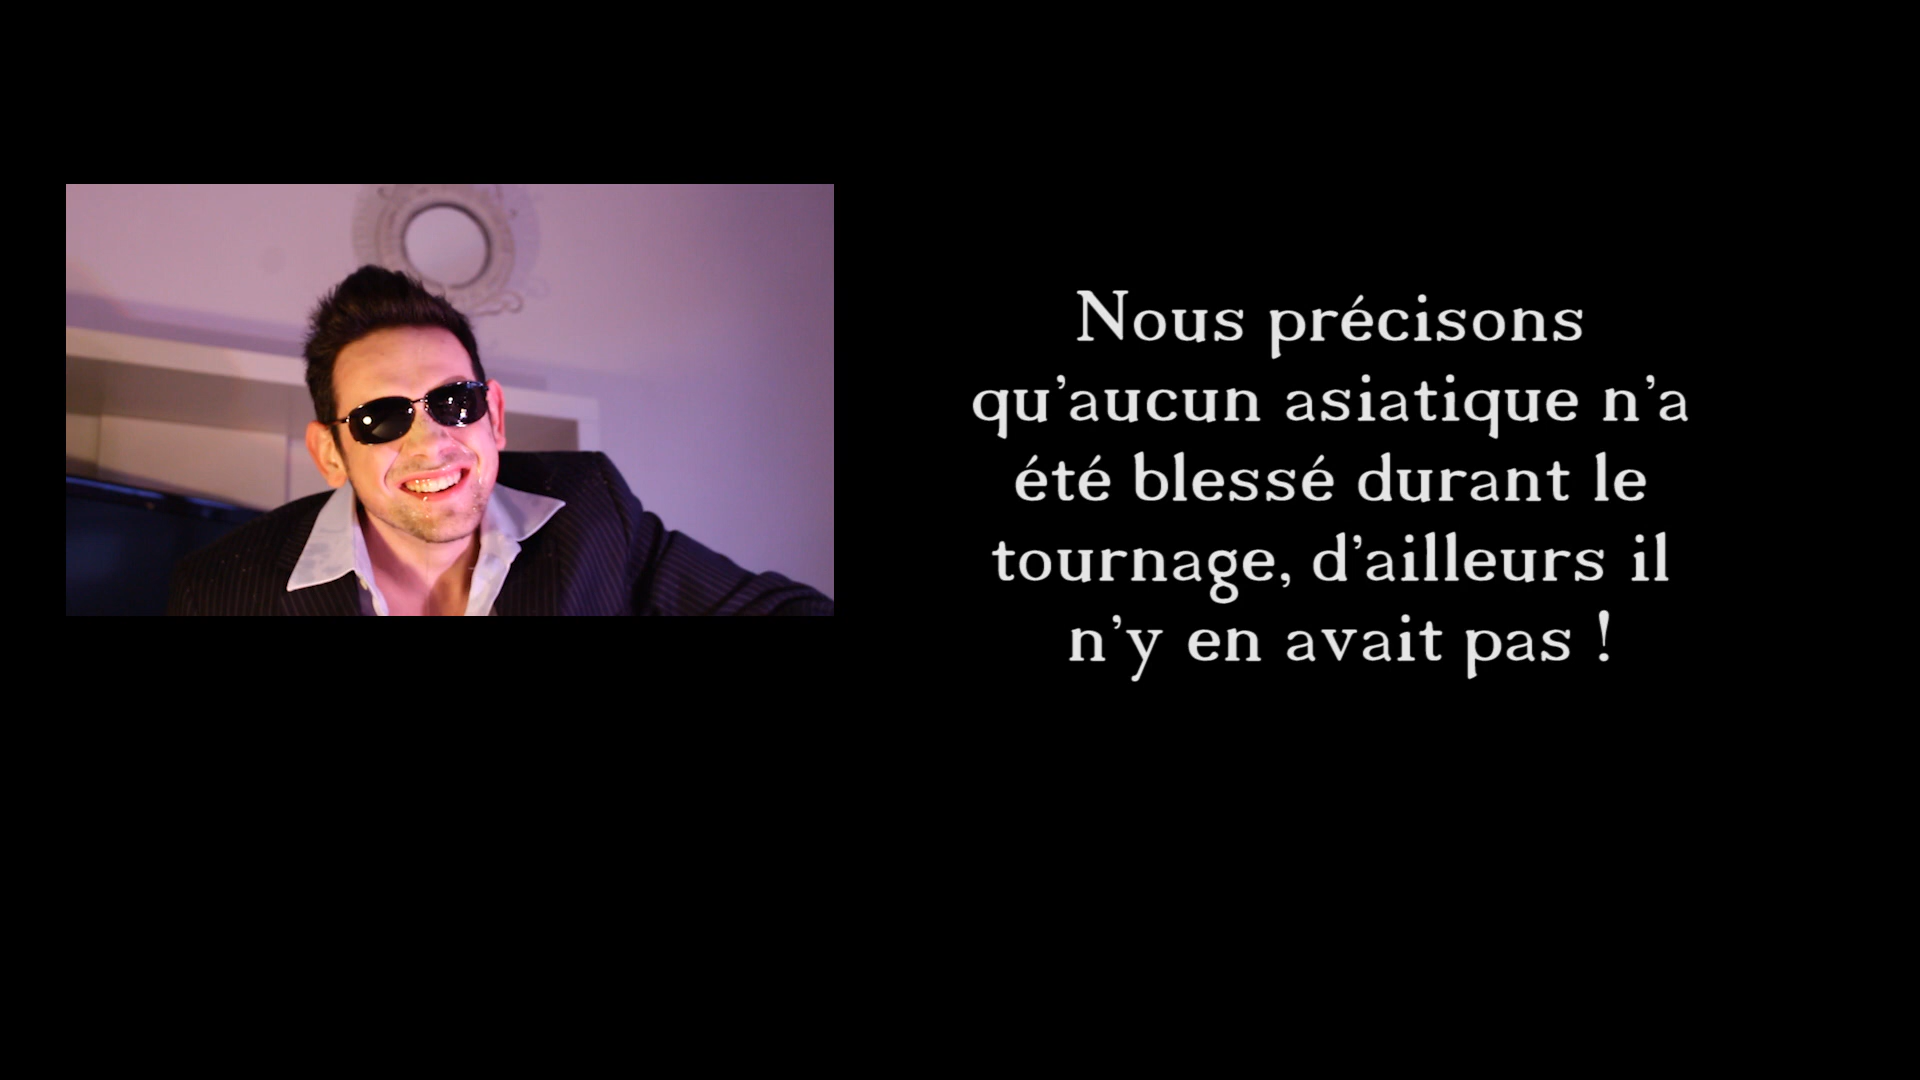 Nous précisons
qu’aucun asiatique n’a
été blessé durant le
tournage, d’ailleurs il
n’y en avait pas !